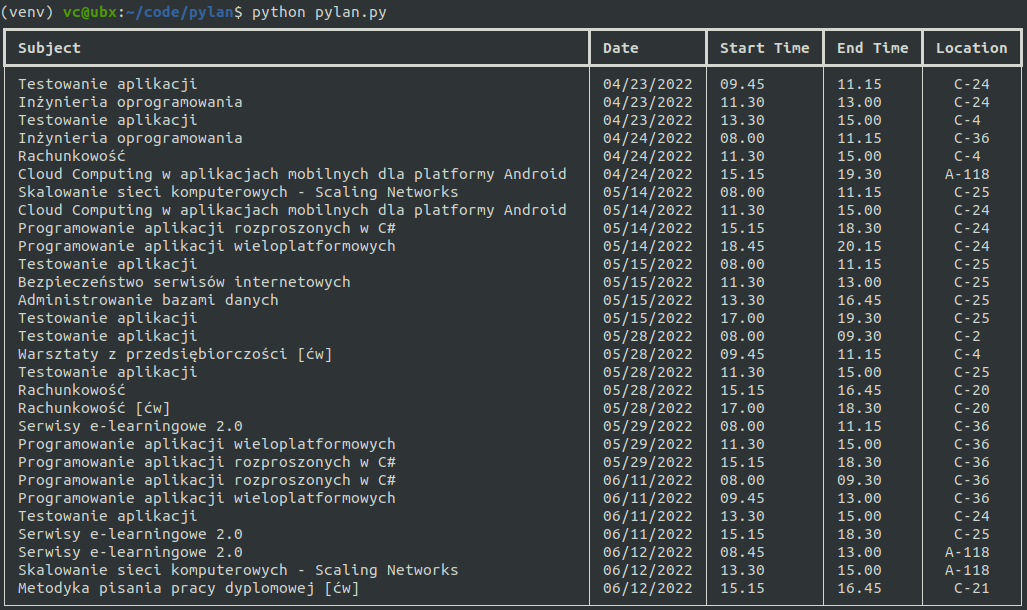 (venv) vc@ubx:~/code/pylan$ python pylan.py
Subject Date Start Time End Time Location
Testowanie aplikacji 04/23/2022 09.45 11.15 C-24
Inżynieria oprogramowania 04/23/2022 11.30 13.00 C-24
Testowanie aplikacji 04/23/2022 13.30 15.00 C-4
Inżynieria oprogramowania 04/24/2022 08.00 11.15 C-36
Rachunkowość 04/24/2022 11.30 15.00 C-4
Cloud Computing w aplikacjach mobilnych dla platformy Android 04/24/2022 15.15 19.30 A-118
Skalowanie sieci komputerowych - Scaling Networks 05/14/2022 08.00 11.15 C-25
Cloud Computing w aplikacjach mobilnych dla platformy Android 05/14/2022 11.30 15.00 C-24
Programowanie aplikacji rozproszonych w C# 05/14/2022 15.15 18.30 C-24
Programowanie aplikacji wieloplatformowych 05/14/2022 18.45 20.15 C-24
Testowanie aplikacji 05/15/2022 08.00 11.15 C-25
Bezpieczeństwo serwisów internetowych 05/15/2022 11.30 13.00 C-25
Administrowanie bazami danych 05/15/2022 13.30 16.45 C-25
Testowanie aplikacji 05/15/2022 17.00 19.30 C-25
Testowanie aplikacji 05/28/2022 08.00 09.30 C-2
Warsztaty z przedsiębiorczości [ćw] 05/28/2022 09.45 11.15 C-4
Testowanie aplikacji 05/28/2022 11.30 15.00 C-25
Rachunkowość 05/28/2022 15.15 16.45 C-20
Rachunkowość [ćw] 05/28/2022 17.00 18.30 C-20
Serwisy e-learningowe 2.0 05/29/2022 08.00 11.15 C-36
Programowanie aplikacji wieloplatformowych 05/29/2022 11.30 15.00 C-36
Programowanie aplikacji rozproszonych w C# 05/29/2022 15.15 18.30 C-36
Programowanie aplikacji rozproszonych w C# 06/11/2022 08.00 09.30 C-36
Programowanie aplikacji wieloplatformowych 06/11/2022 09.45 13.00 C-36
Testowanie aplikacji 06/11/2022 13.30 15.00 C-24
Serwisy e-learningowe 2.0 06/11/2022 15.15 18.30 C-25
Serwisy e-learningowe 2.0 06/12/2022 08.45 13.00 A-118
Skalowanie sieci komputerowych - Scaling Networks 06/12/2022 13.30 15.00 A-118
Metodyka pisania pracy dyplomowej [ćw] 06/12/2022 15.15 16.45 C-21